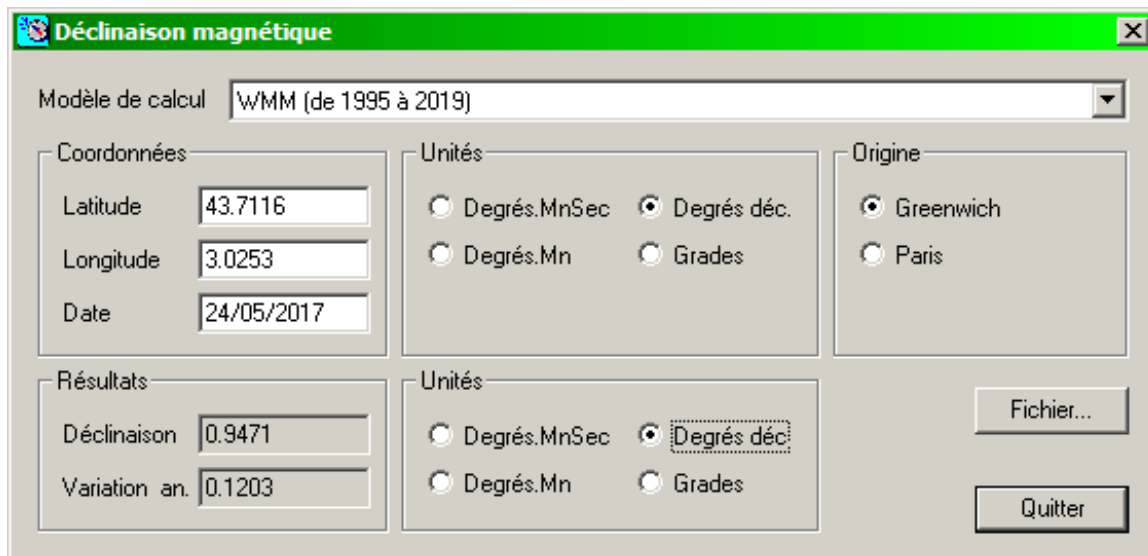 Déclinaison magnétique
Modèle de calcul WMM (de 1995 à 2019)
Coordonnées Unités Origine
Latitude 43.7116 Degrés.MnSec Degrés déc. Greenwich
Longitude 3.0253 Degrés.Mn Grades Paris
Date 24/05/2017
Résultats Unités
Fichier...
Déclinaison 0.9471 Degrés.MnSec Degrés déc
Variation an. 0.1203 Degrés.Mn Grades
Quitter